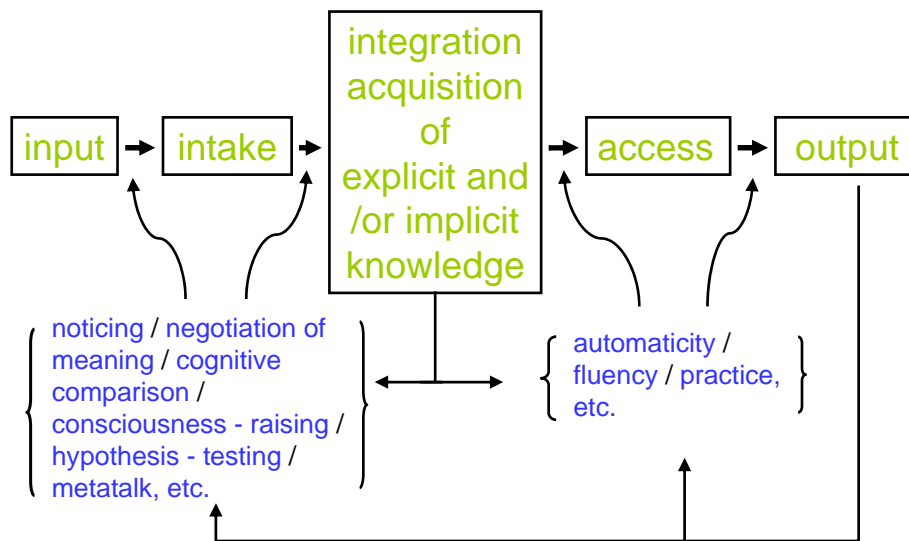 input
intake
integration
acquisition
of
explicit and
/or implicit
knowledge
access
output
noticing / negotiation of
meaning / cognitive
comparison /
consciousness - raising /
hypothesis - testing /
metatalk, etc.
automaticity /
fluency / practice,
etc.